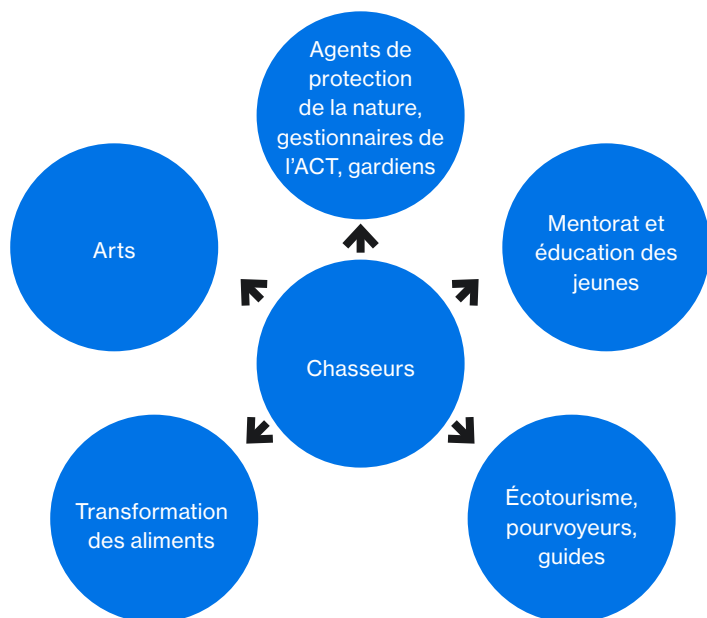 Agents de
protection
de la nature,
gestionnaires de
l'ACT, gardiens
Arts
Mentorat et
éducation des
jeunes
Chasseurs
Transformation
des aliments
Écotourisme,
pourvoyeurs,
guides